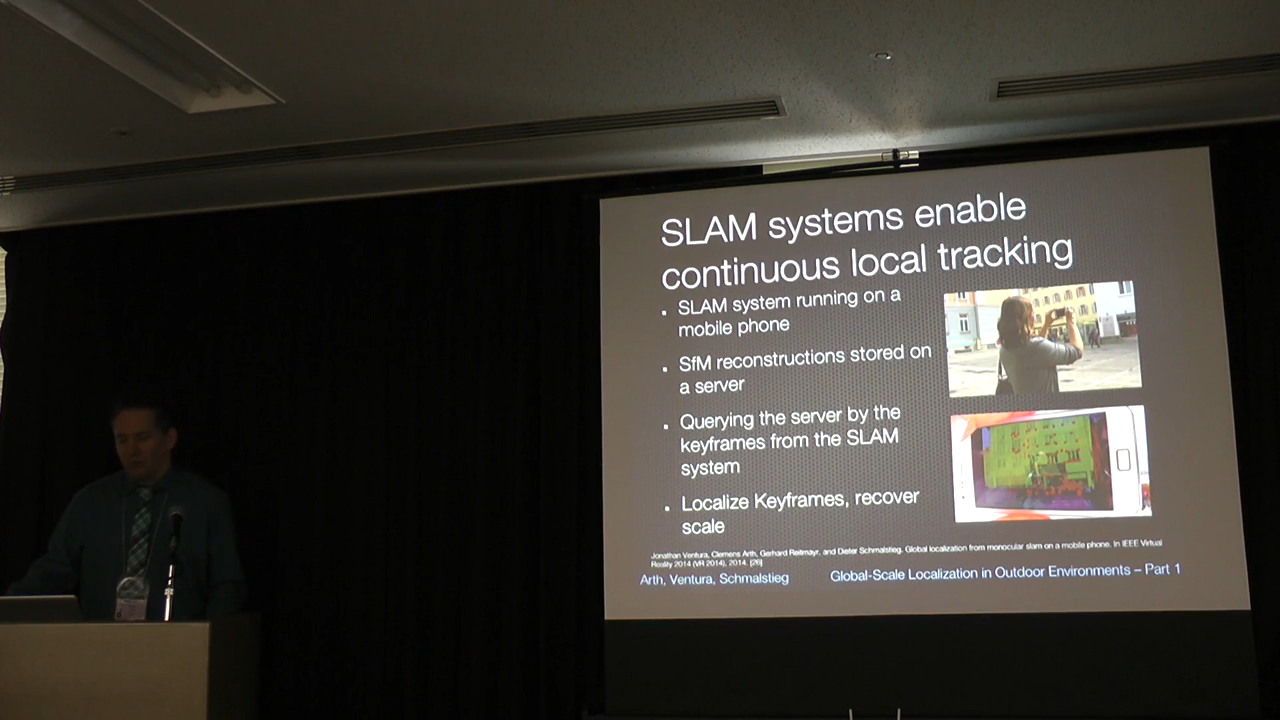 SLAM systems enable
continuous local tracking
SLAM system running on a
mobile phone
SfM reconstructions stored on
a server
Querying the server by the
keyframes from the SLAM
system
Localize Keyframes, recover
scale
Jonathan Ventura, Clemens Arth, Gerhard Reitmayr, and Dieter Schmalstieg. Global localization from monocular slam on a mobile phone. In IEEE Virtual
Reality 2014 (VR 2014), 2014. [26]
Arth, Ventura, Schmalstieg
Global-Scale Localization in Outdoor Environments – Part 1